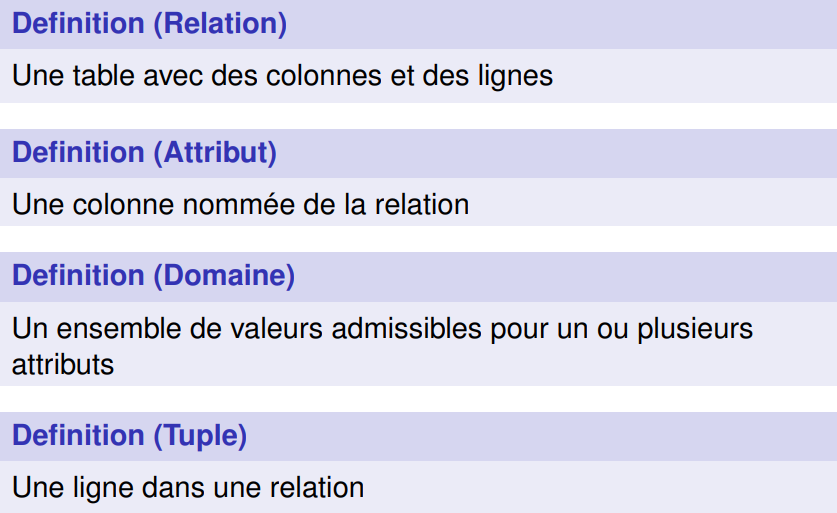 Definition (Relation)
Une table avec des colonnes et des lignes
Definition (Attribut)
Une colonne nommée de la relation
Definition (Domaine)
Un ensemble de valeurs admissibles pour un ou plusieurs
attributs
Definition (Tuple)
Une ligne dans une relation